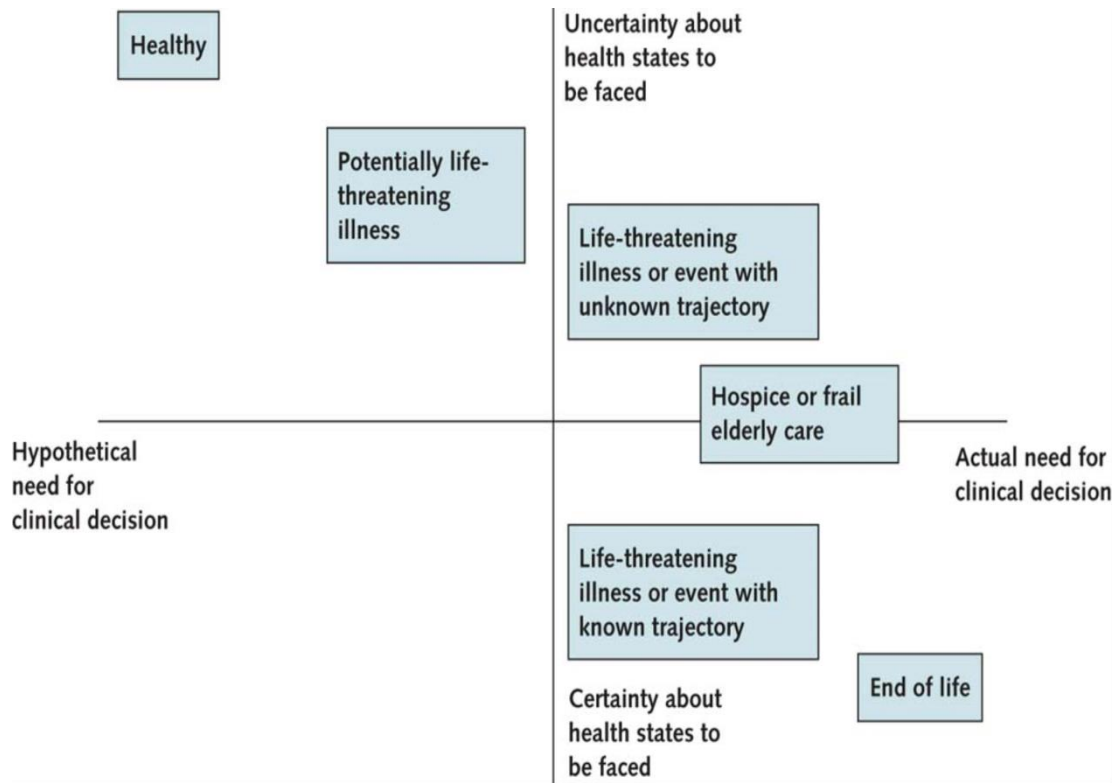 Healthy
Uncertainty about
health states to
be faced
Potentially life-
threatening
illness
Life-threatening
illness or event with
unknown trajectory
Hospice or frail
elderly care
Hypothetical
need for
clinical decision
Actual need for
clinical decision
Life-threatening
illness or event with
known trajectory
End of life
Certainty about
health states to
be faced